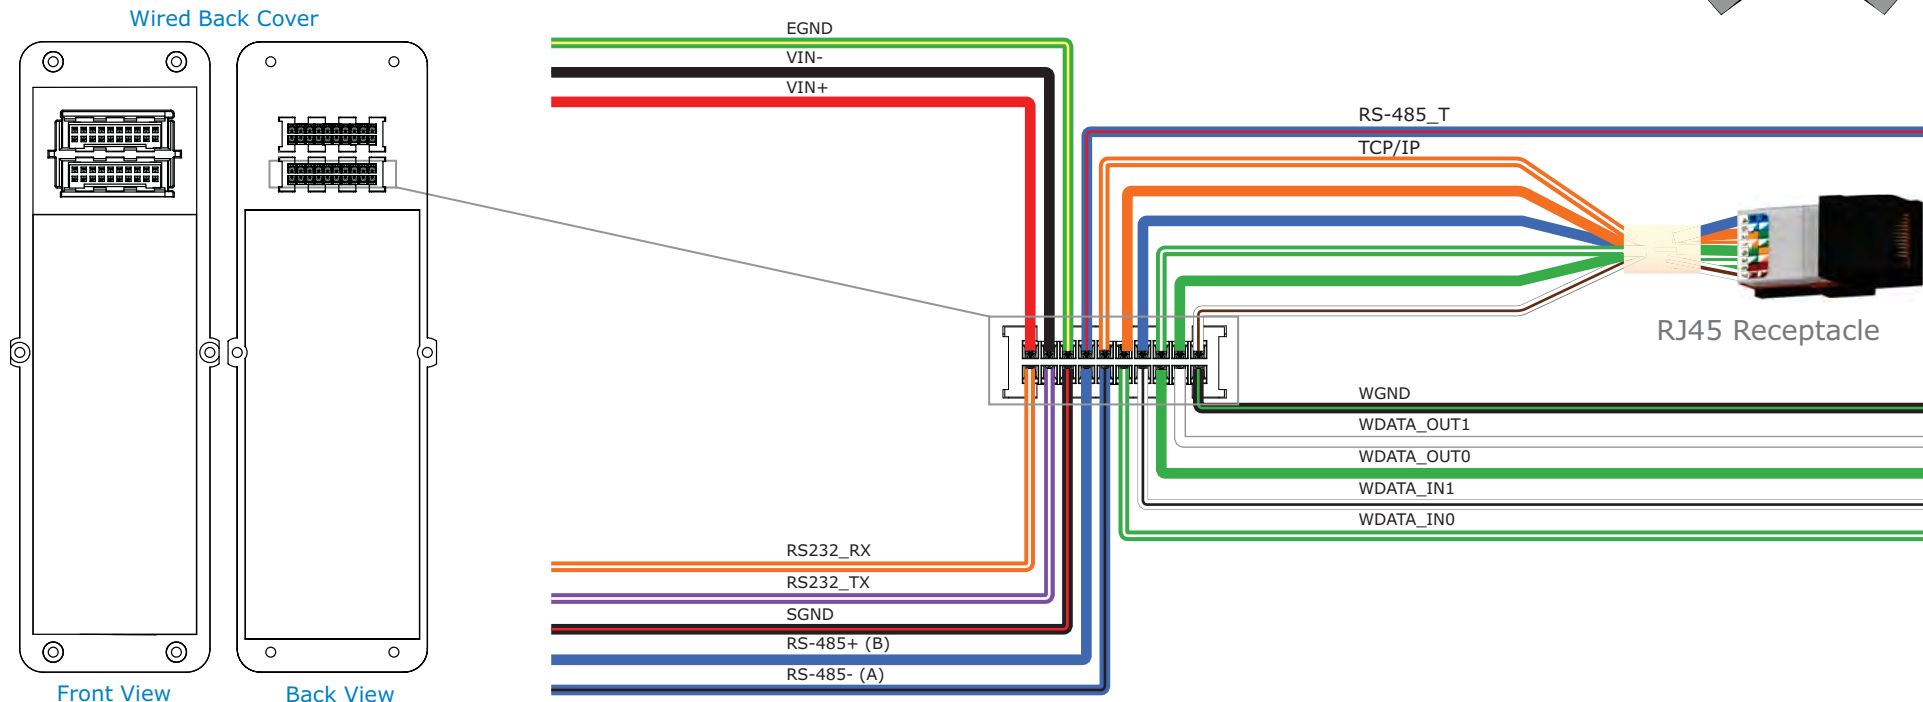 Wired Back Cover
EGND
VIN-
VIN+
RS-485_T
TCP/IP
RJ45 Receptacle
WGND
WDATA_OUT1
WDATA_OUT0
WDATA_IN1
WDATA_IN0
RS232_RX
RS232_TX
SGND
RS-485+ (B)
RS-485- (A)
Front View
Back View